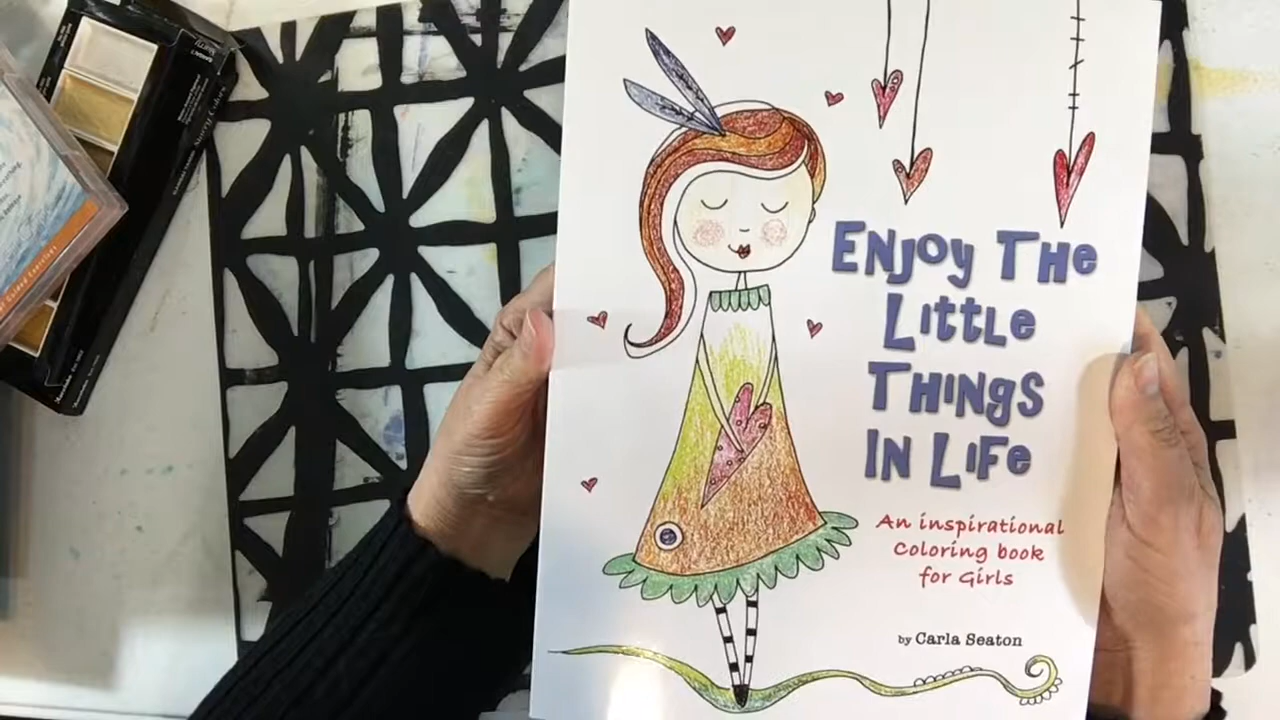 Enjoy The
Little
Things
In Life
An inspirational
Coloring book
for Girls
by Carla Seaton